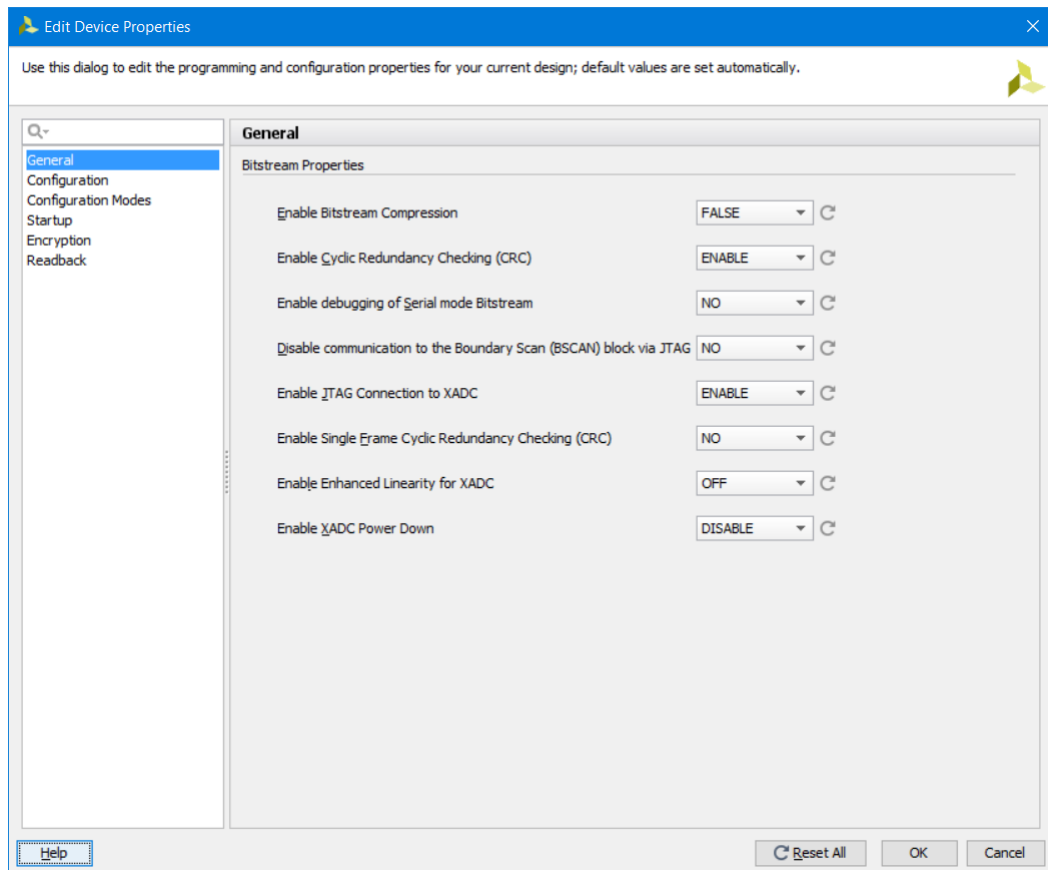 Edit Device Properties
Use this dialog to edit the programming and configuration properties for your current design; default values are set automatically.
General
Configuration
Configuration Modes
Startup
Encryption
Readback
General
Bitstream Properties
Enable Bitstream Compression FALSE
Enable Cyclic Redundancy Checking (CRC) ENABLE
Enable debugging of Serial mode Bitstream NO
Disable communication to the Boundary Scan (BSCAN) block via JTAG NO
Enable JTAG Connection to XADC ENABLE
Enable Single Frame Cyclic Redundancy Checking (CRC) NO
Enable Enhanced Linearity for XADC OFF
Enable XADC Power Down DISABLE
Help Reset All OK Cancel